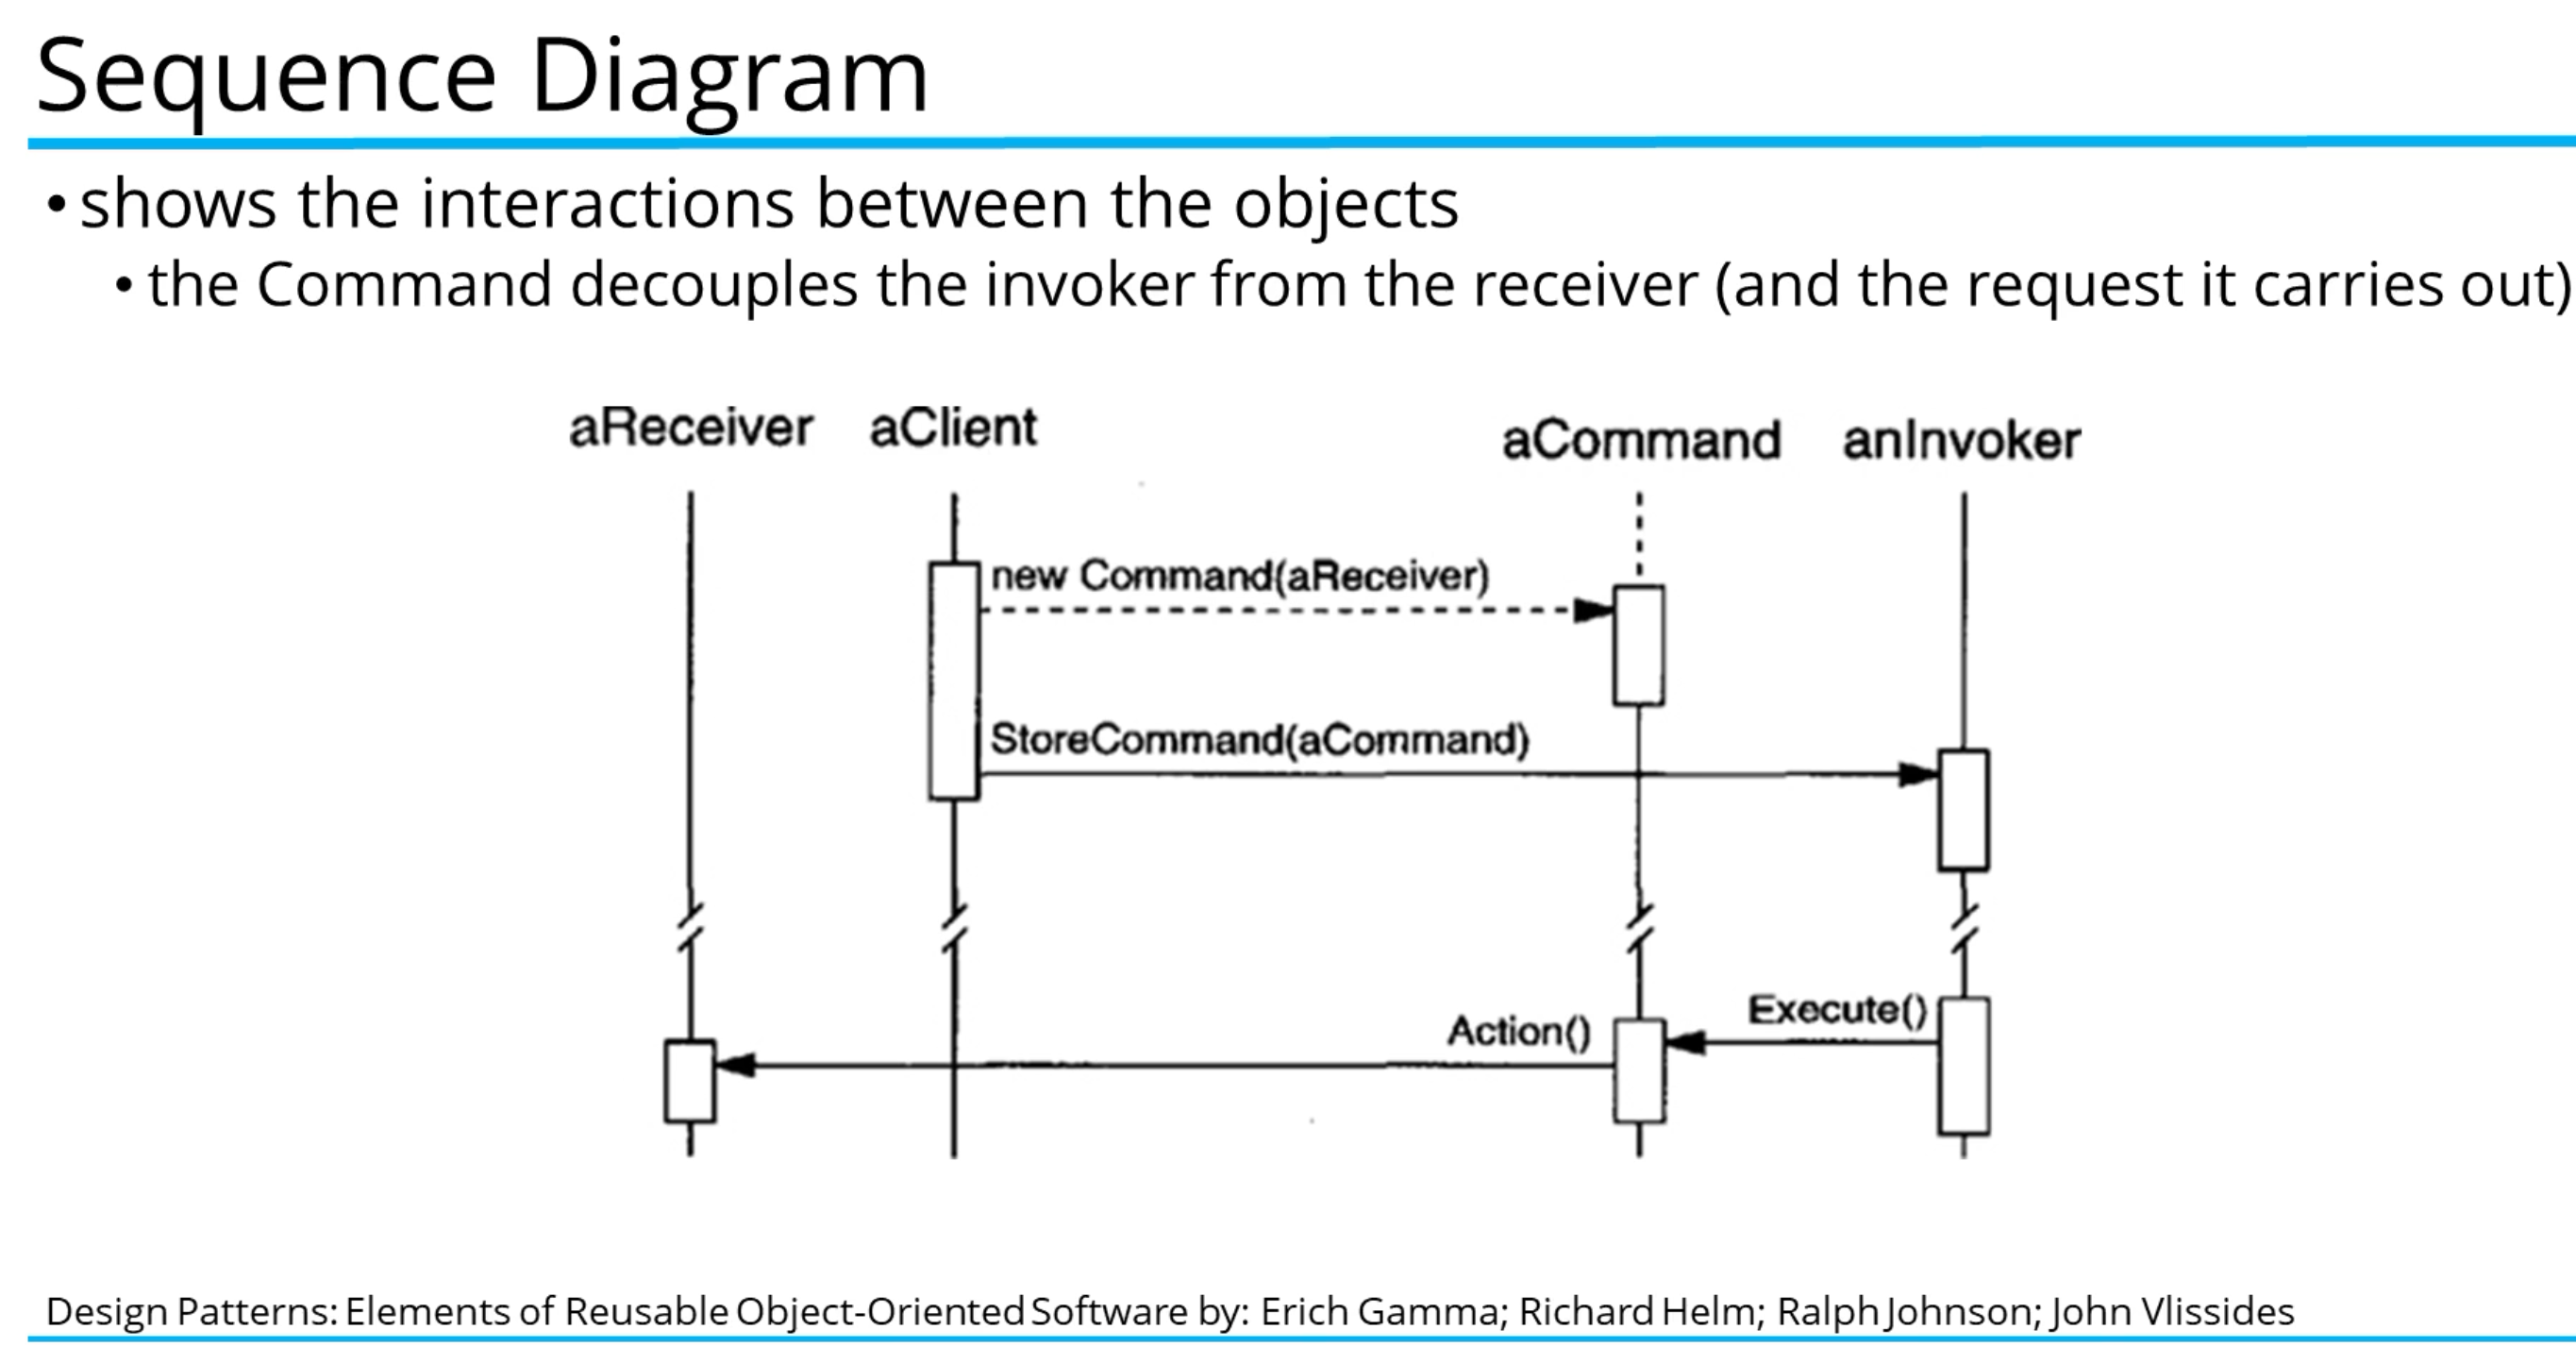 Sequence Diagram
• shows the interactions between the objects
• the Command decouples the invoker from the receiver (and the request it carries out)
aReceiver aClient aCommand anInvoker
new Command(aReceiver)
StoreCommand(aCommand)
Execute()
Action()
Design Patterns: Elements of Reusable Object-Oriented Software by: Erich Gamma; Richard Helm; Ralph Johnson; John Vlissides